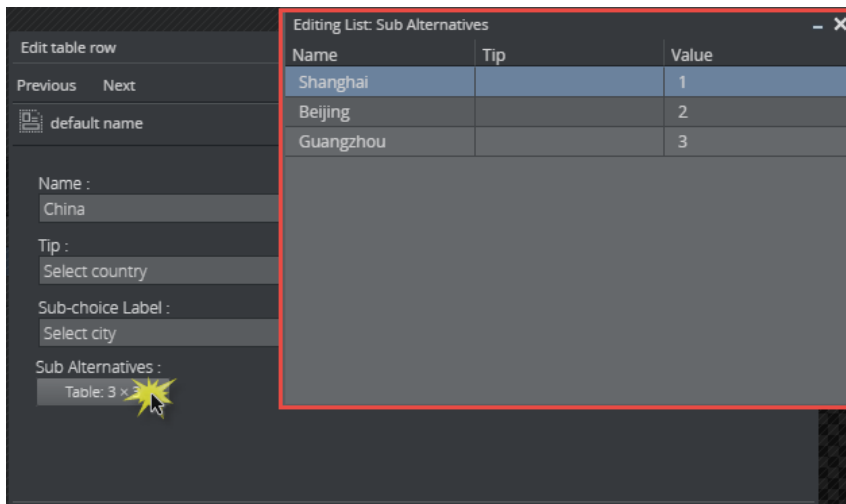 Edit table row
Previous Next
default name
Name :
China
Tip :
Select country
Sub-choice Label :
Select city
Sub Alternatives :
Table: 3 × 3
Editing List: Sub Alternatives
Name Tip Value
Shanghai 1
Beijing 2
Guangzhou 3